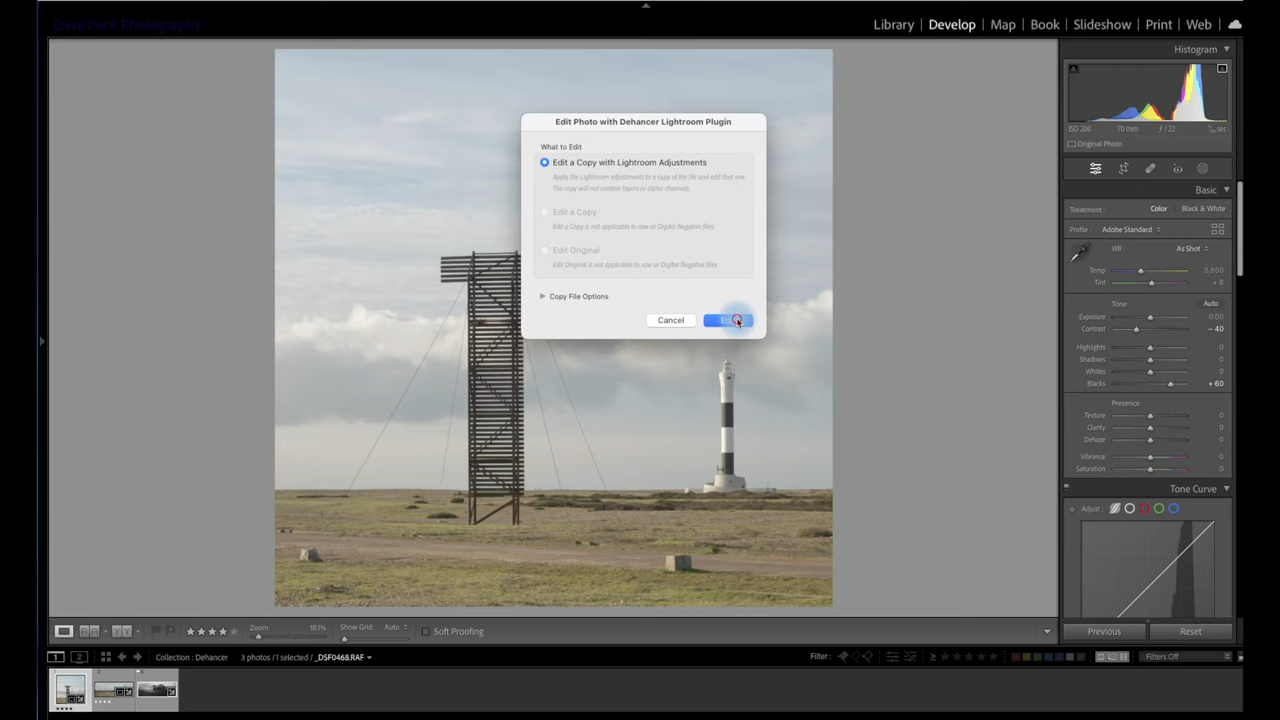 Dave Peck Photography
Library Develop Map Book Slideshow Print Web
Histogram
ISO 200 70 mm ƒ / 22 sec
Original Photo
Basic
Treatment: Color Black & White
Profile: Adobe Standard
WB As Shot
Temp 5,650
Tint + 8
Tone Auto
Exposure 0.00
Contrast - 40
Highlights 0
Shadows 0
Whites 0
Blacks + 60
Presence
Texture 0
Clarity 0
Dehaze 0
Vibrance 0
Saturation 0
Tone Curve
Adjust :
Previous Reset
Edit Photo with Dehancer Lightroom Plugin
What to Edit
Edit a Copy with Lightroom Adjustments
Apply the Lightroom adjustments to a copy of the file and edit that one.
The copy will not contain layers or alpha channels.
Edit a Copy
Edit a Copy is not applicable to raw or Digital Negative files.
Edit Original
Edit Original is not applicable to raw or Digital Negative files.
Copy File Options
Cancel
Zoom 18.1% Show Grid: Auto Soft Proofing
1 2 Collection : Dehancer 3 photos / 1 selected / _DSF0468.RAF Filter : Filters Off